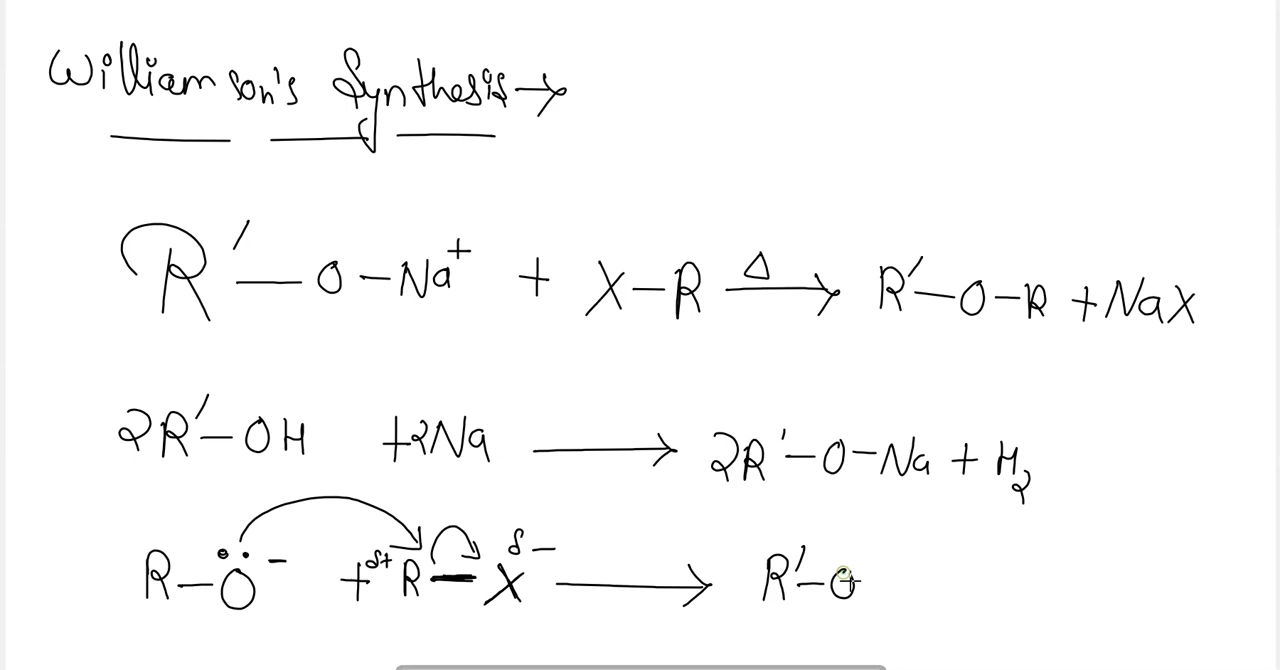 Williamson's Synthesis →
R′—O—Na⁺ + X—R —Δ→ R′—O—R + NaX
2R′—OH +2Na ⟶ 2R′—O—Na + H₂
R—Ö⁻ + δ+R—Xδ− ⟶ R′—O